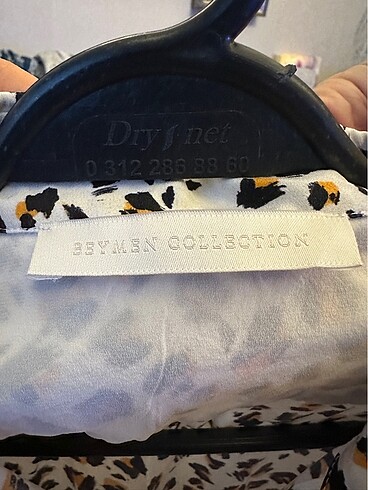 Dry net
0 312 286 88 60
BEYMEN COLLECTION